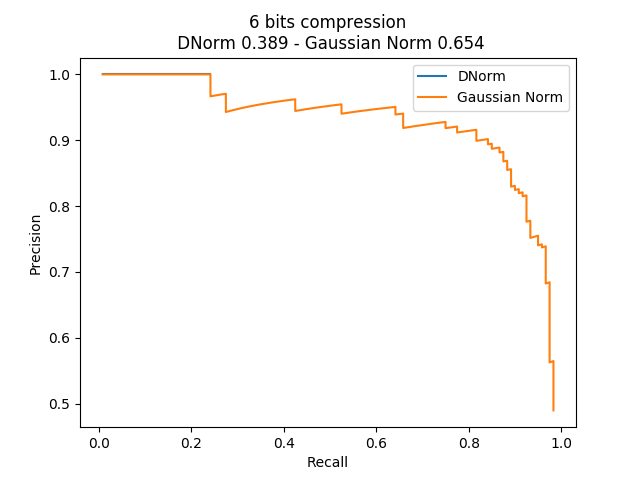 6 bits compression
DNorm 0.389 - Gaussian Norm 0.654
DNorm
Gaussian Norm
1.0
0.9
0.8
0.7
0.6
0.5
Precision
0.0 0.2 0.4 0.6 0.8 1.0
Recall